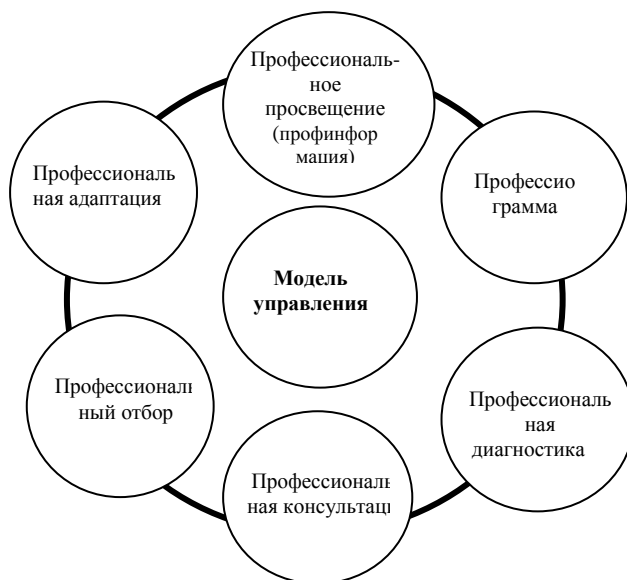 Профессиональ-
ное
просвещение
(профинфор
мация)
Профессиональ
ная адаптация
Профессио
грамма
Модель
управления
Профессиональ
ный отбор
Профессиональ
ная
диагностика
Профессиональ
ная консультаци